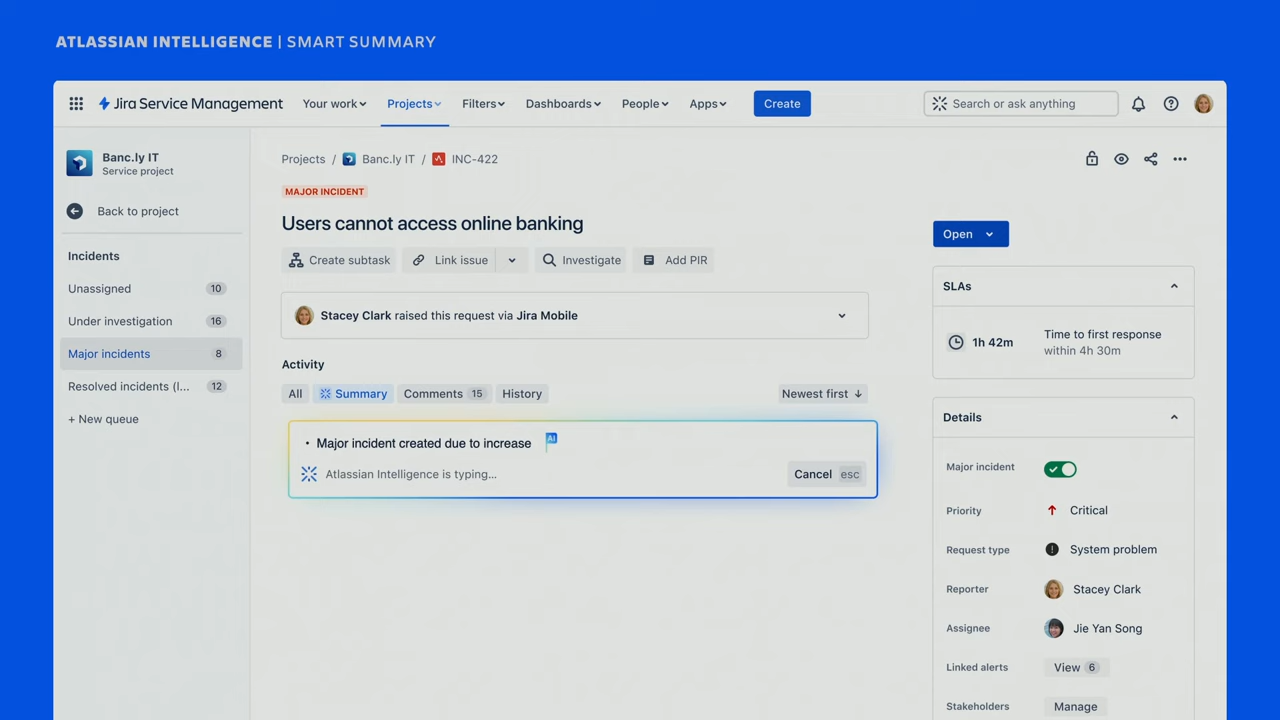 ATLASSIAN INTELLIGENCE | SMART SUMMARY
Jira Service Management Your work Projects Filters Dashboards People Apps Create Search or ask anything
Banc.ly IT
Service project
Back to project
Incidents
Unassigned 10
Under investigation 16
Major incidents 8
Resolved incidents (l... 12
+ New queue
Projects / Banc.ly IT / INC-422
MAJOR INCIDENT
Users cannot access online banking
Create subtask Link issue Investigate Add PIR
Stacey Clark raised this request via Jira Mobile
Activity
All Summary Comments 15 History Newest first ↓
• Major incident created due to increase AI
Atlassian Intelligence is typing... Cancel esc
Open
SLAs
1h 42m Time to first response
within 4h 30m
Details
Major incident
Priority Critical
Request type System problem
Reporter Stacey Clark
Assignee Jie Yan Song
Linked alerts View 6
Stakeholders Manage